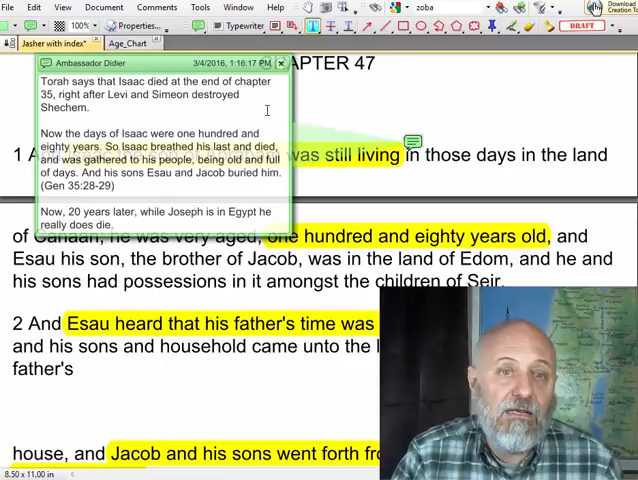 File Edit View Comment Forms Document Tools Window Help
zoba
Download
Creation To
100%
Properties...
Typewriter
DRAFT
Jasher with index*
Age_Chart
Ambassador Didier 3/4/2016, 1:16:17 PM
Torah says that Isaac died at the end of chapter
35, right after Levi and Simeon destroyed
Shechem.
Now the days of Isaac were one hundred and
eighty years. So Isaac breathed his last and died,
and was gathered to his people, being old and full
of days. And his sons Esau and Jacob buried him.
(Gen 35:28-29)
Now, 20 years later, while Joseph is in Egypt he
really does die.
APTER 47
1 A was still living in those days in the land
of Canaan; he was very aged, one hundred and eighty years old, and
Esau his son, the brother of Jacob, was in the land of Edom, and he and
his sons had possessions in it amongst the children of Seir.
2 And Esau heard that his father's time was
and his sons and household came unto the l
father's
house, and Jacob and his sons went forth fro
8.50 x 11.00 in